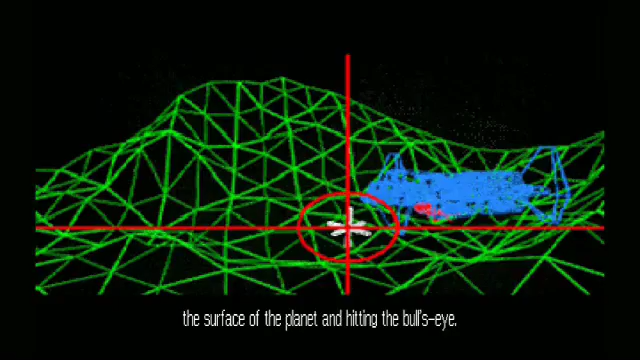 the surface of the planet and hitting the bull's-eye.